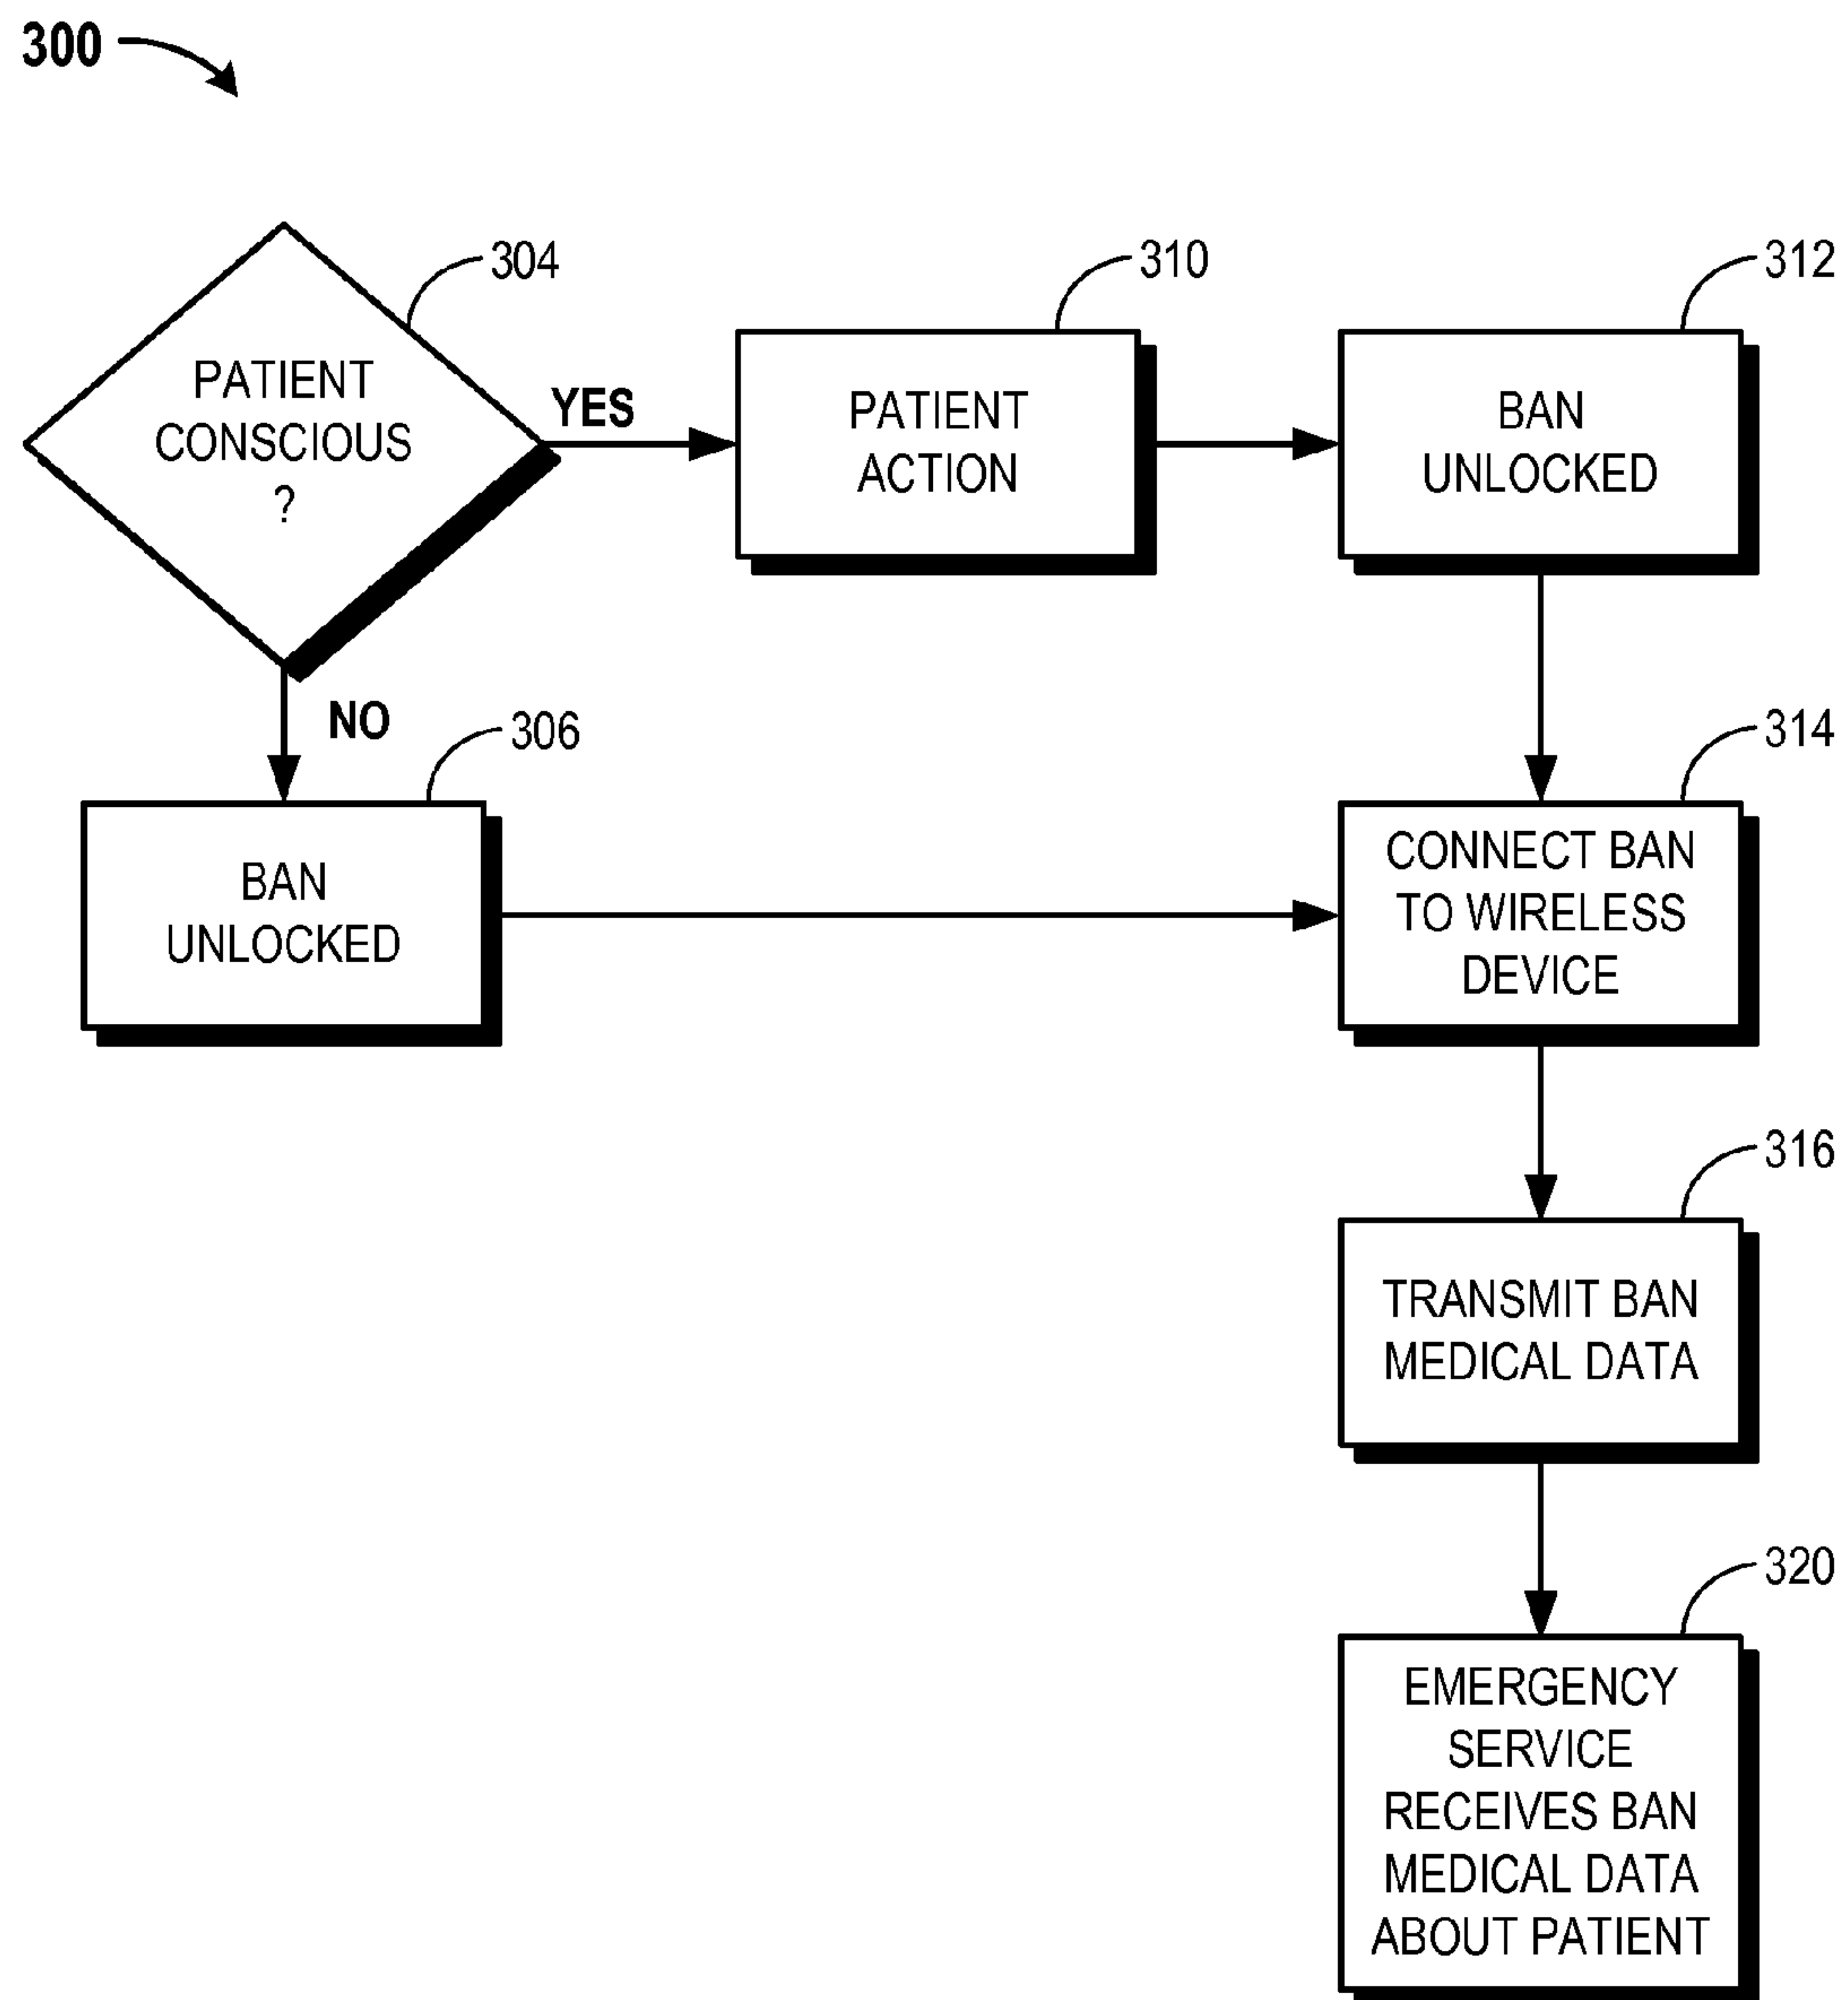 300
304
PATIENT
CONSCIOUS
?
YES
NO
310
PATIENT
ACTION
312
BAN
UNLOCKED
306
BAN
UNLOCKED
314
CONNECT BAN
TO WIRELESS
DEVICE
316
TRANSMIT BAN
MEDICAL DATA
320
EMERGENCY
SERVICE
RECEIVES BAN
MEDICAL DATA
ABOUT PATIENT